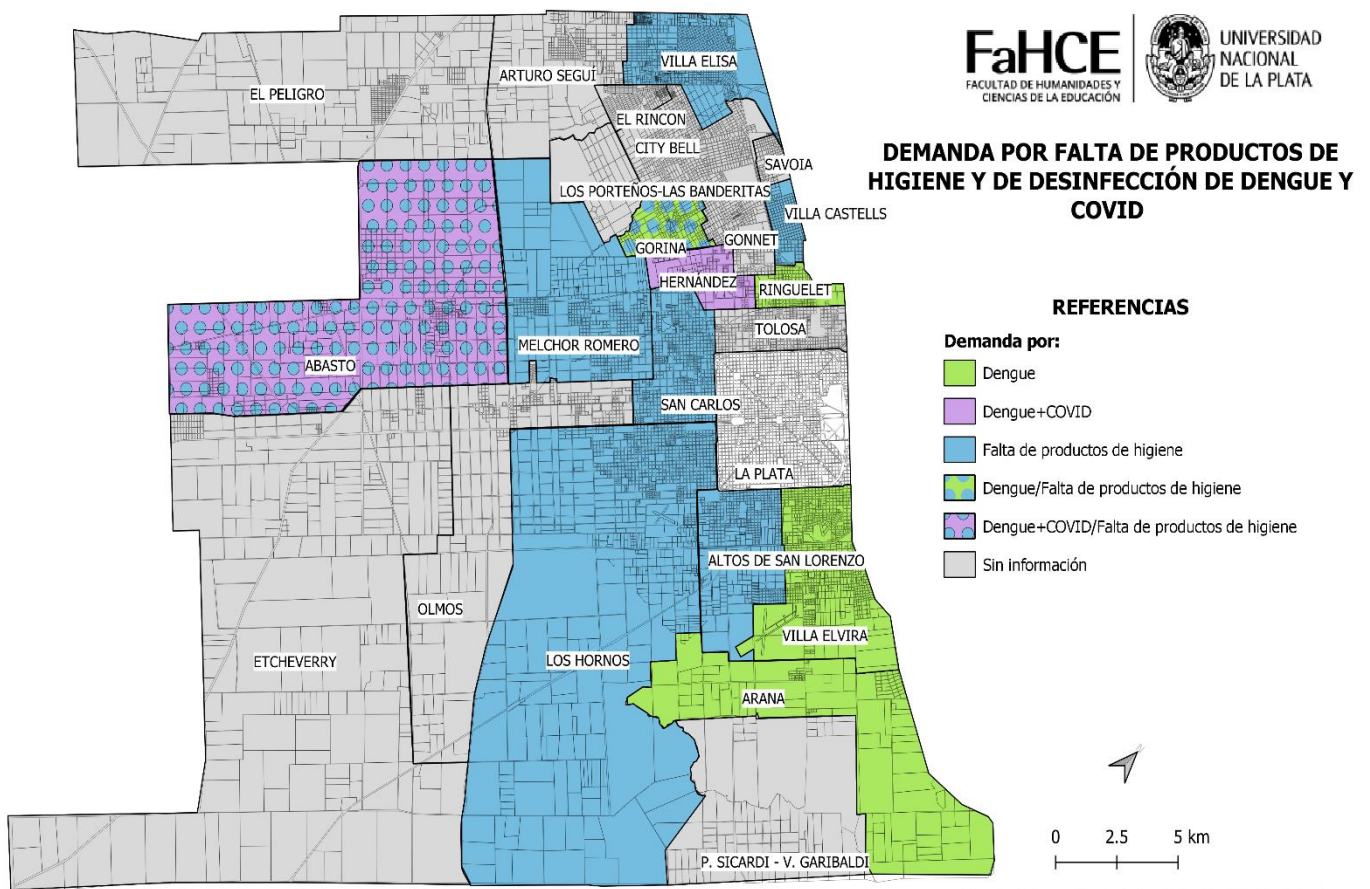 FaHCE
FACULTAD DE HUMANIDADES Y
CIENCIAS DE LA EDUCACIÓN
UNIVERSIDAD
NACIONAL
DE LA PLATA
DEMANDA POR FALTA DE PRODUCTOS DE
HIGIENE Y DE DESINFECCIÓN DE DENGUE Y
COVID
EL PELIGRO
ARTURO SEGUÍ
VILLA ELISA
EL RINCON
CITY BELL
SAVOIA
LOS PORTEÑOS-LAS BANDERITAS
VILLA CASTELLS
GORINA
GONNET
HERNÁNDEZ
RINGUELET
TOLOSA
MELCHOR ROMERO
ABASTO
SAN CARLOS
LA PLATA
ALTOS DE SAN LORENZO
OLMOS
VILLA ELVIRA
ETCHEVERRY
LOS HORNOS
ARANA
P. SICARDI - V. GARIBALDI
REFERENCIAS
Demanda por:
Dengue
Dengue+COVID
Falta de productos de higiene
Dengue/Falta de productos de higiene
Dengue+COVID/Falta de productos de higiene
Sin información
0 2.5 5 km